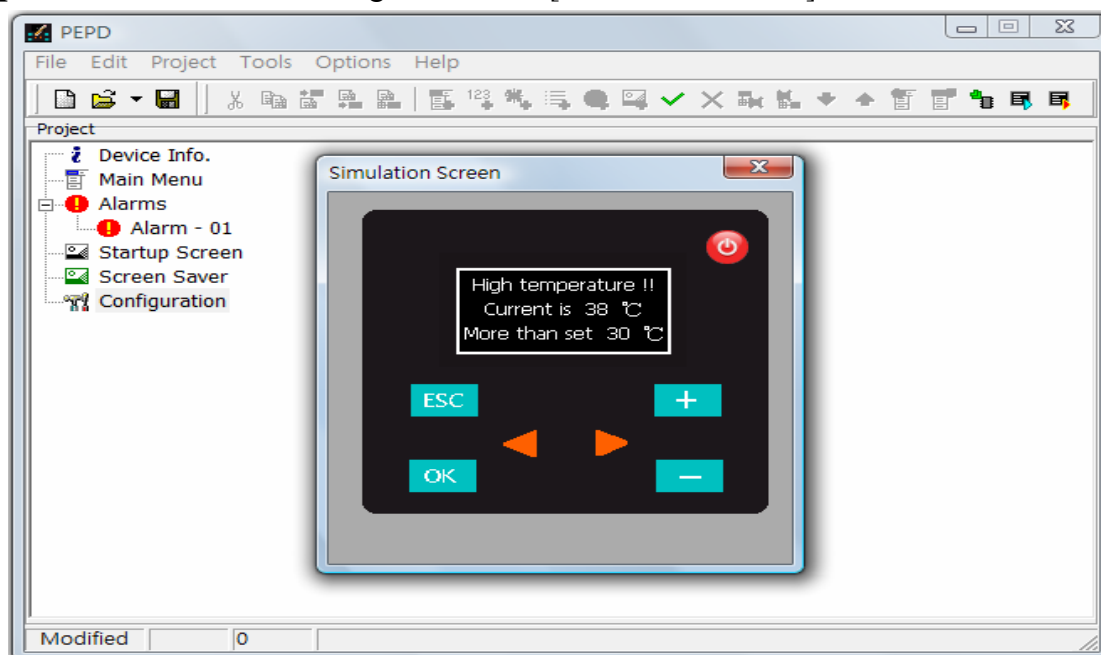 PEPD
File Edit Project Tools Options Help
123
Project
Device Info.
Main Menu
Alarms
Alarm - 01
Startup Screen
Screen Saver
Configuration
Simulation Screen
High temperature !!
Current is 38 ℃
More than set 30 ℃
ESC
+
OK
−
Modified 0